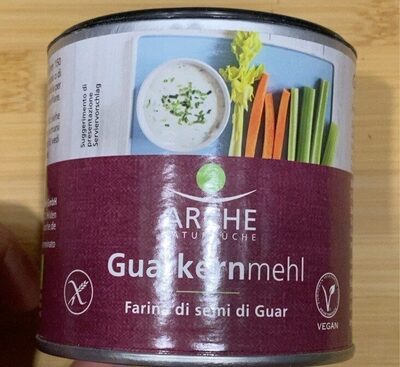 Suggerimento di
presentazione
Serviervorschlag
ARCHE
NATURKÜCHE
Guarkernmehl
Farina di semi di Guar
VEGAN